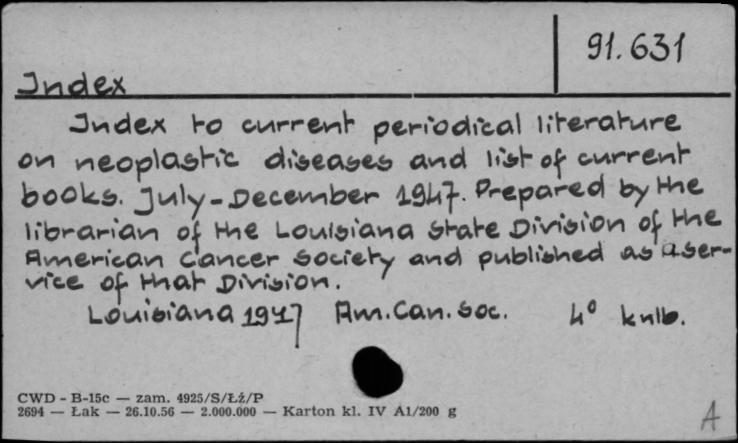 91.631
Index
Index to current periodical literature
on neoplastic diseases and list of current
books. July-December 1947. Prepared by the
librarian of the Louisiana State Division of the
American Cancer Society and published as a ser-
vice of that Division.
Louisiana 1947 Am. Can. Soc. 4° knlb.
CWD - B-15c — zam. 4925/S/Łź/P
2694 — Łak — 26.10.56 — 2.000.000 — Karton kl. IV A1/200 g
A